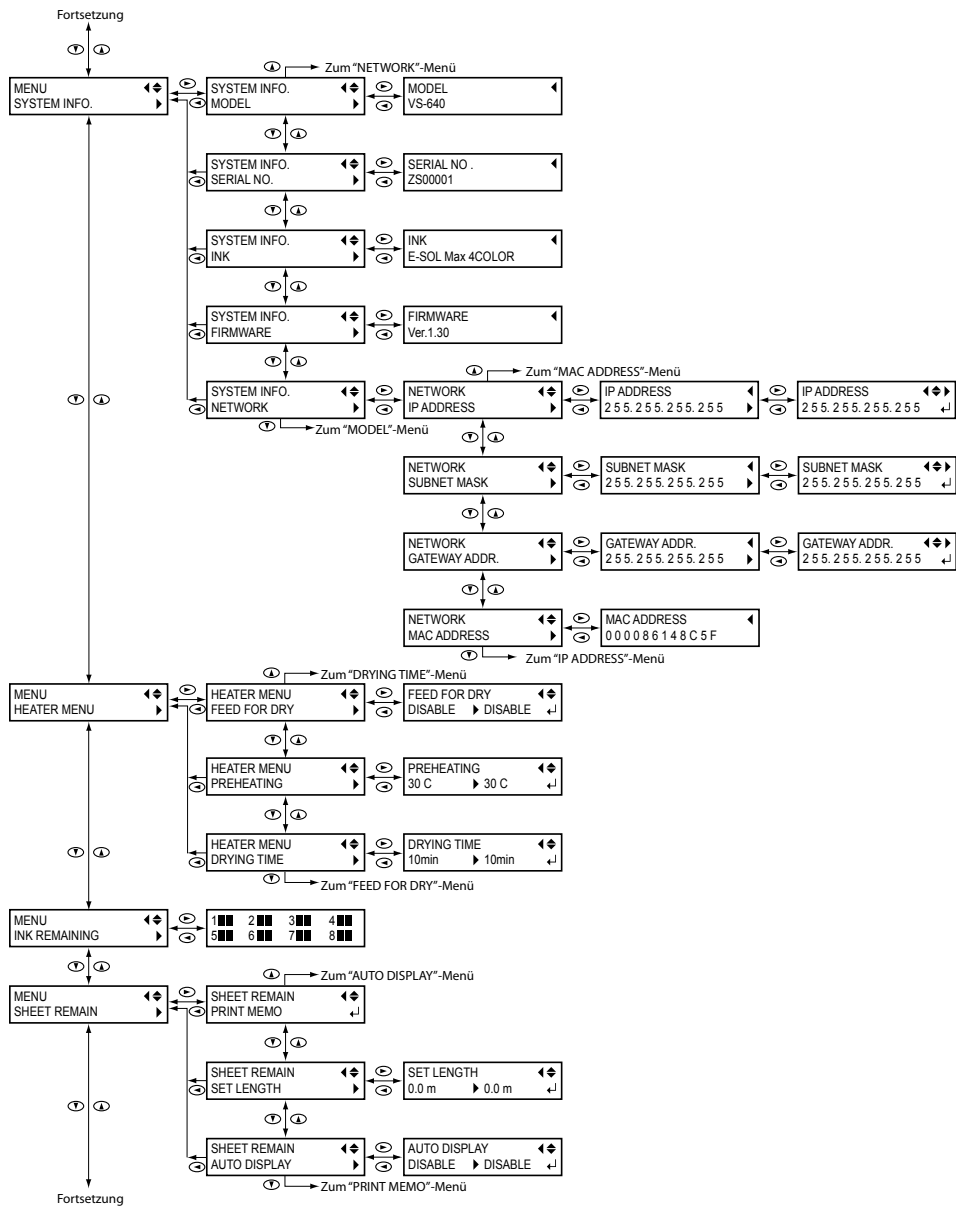 Fortsetzung
Zum "NETWORK"-Menü
MENU
SYSTEM INFO.
SYSTEM INFO.
MODEL
MODEL
VS-640
SYSTEM INFO.
SERIAL NO.
SERIAL NO .
ZS00001
SYSTEM INFO.
INK
INK
E-SOL Max 4COLOR
SYSTEM INFO.
FIRMWARE
FIRMWARE
Ver.1.30
Zum "MAC ADDRESS"-Menü
SYSTEM INFO.
NETWORK
NETWORK
IP ADDRESS
IP ADDRESS
2 5 5. 2 5 5. 2 5 5. 2 5 5
IP ADDRESS
2 5 5. 2 5 5. 2 5 5. 2 5 5
Zum "MODEL"-Menü
NETWORK
SUBNET MASK
SUBNET MASK
2 5 5. 2 5 5. 2 5 5. 2 5 5
SUBNET MASK
2 5 5. 2 5 5. 2 5 5. 2 5 5
NETWORK
GATEWAY ADDR.
GATEWAY ADDR.
2 5 5. 2 5 5. 2 5 5. 2 5 5
GATEWAY ADDR.
2 5 5. 2 5 5. 2 5 5. 2 5 5
NETWORK
MAC ADDRESS
MAC ADDRESS
0 0 0 0 8 6 1 4 8 C 5 F
Zum "IP ADDRESS"-Menü
Zum "DRYING TIME"-Menü
MENU
HEATER MENU
HEATER MENU
FEED FOR DRY
FEED FOR DRY
DISABLE DISABLE
HEATER MENU
PREHEATING
PREHEATING
30 C 30 C
HEATER MENU
DRYING TIME
DRYING TIME
10min 10min
Zum "FEED FOR DRY"-Menü
MENU
INK REMAINING
1 2 3 4
5 6 7 8
Zum "AUTO DISPLAY"-Menü
MENU
SHEET REMAIN
SHEET REMAIN
PRINT MEMO
SHEET REMAIN
SET LENGTH
SET LENGTH
0.0 m 0.0 m
SHEET REMAIN
AUTO DISPLAY
AUTO DISPLAY
DISABLE DISABLE
Zum "PRINT MEMO"-Menü
Fortsetzung